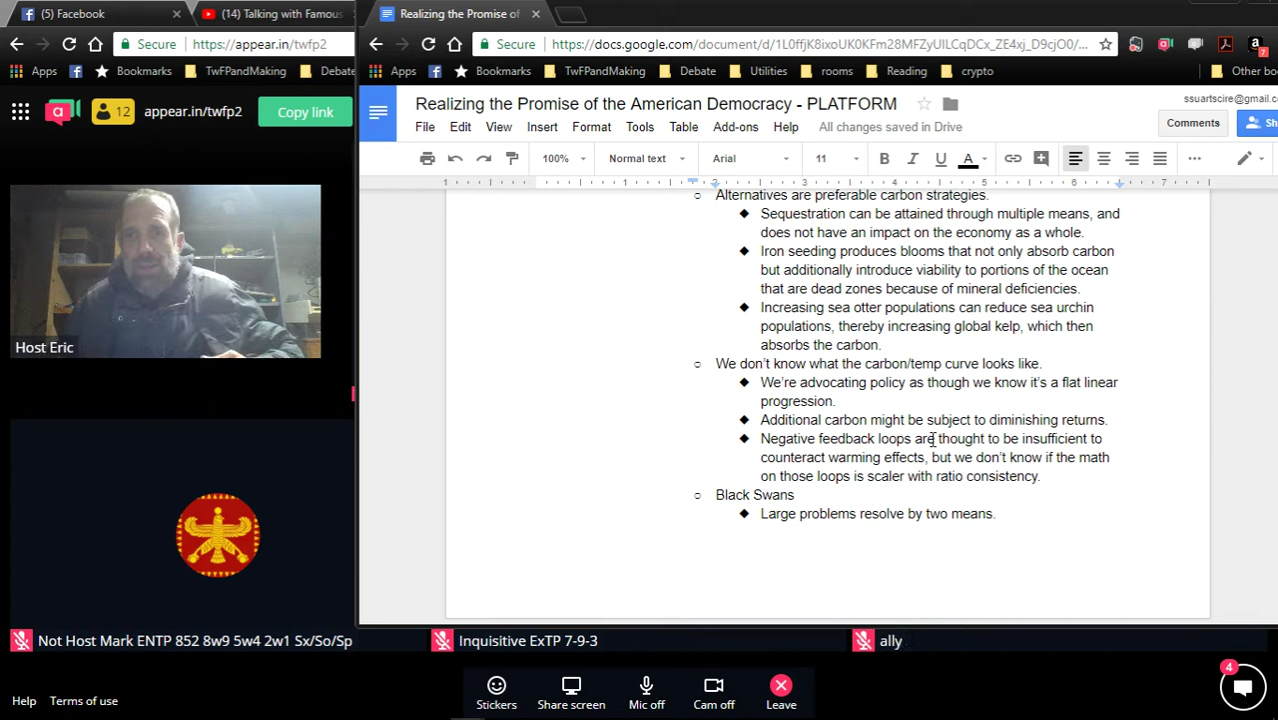 (5) Facebook
(14) Talking with Famous
Realizing the Promise of
Secure
https://appear.in/twfp2
Secure
https://docs.google.com/document/d/1L0ffjK8ixoUK0KFm28MFZyUILCqDCx_ZE4xj_D9cjO0/...
7
Apps
Bookmarks
TwFPandMaking
Debate
Apps
Bookmarks
TwFPandMaking
Debate
Utilities
rooms
Reading
crypto
Other boo
12
appear.in/twfp2
Copy link
Realizing the Promise of the American Democracy - PLATFORM
ssuartscire@gmail.c
File Edit View Insert Format Tools Table Add-ons Help All changes saved in Drive
Comments
Sh
100%
Normal text
Arial
11
B I U A
1 1 2 3 4 5 6 7
Alternatives are preferable carbon strategies.
Sequestration can be attained through multiple means, and
does not have an impact on the economy as a whole.
Iron seeding produces blooms that not only absorb carbon
but additionally introduce viability to portions of the ocean
that are dead zones because of mineral deficiencies.
Increasing sea otter populations can reduce sea urchin
populations, thereby increasing global kelp, which then
absorbs the carbon.
We don't know what the carbon/temp curve looks like.
We're advocating policy as though we know it's a flat linear
progression.
Additional carbon might be subject to diminishing returns.
Negative feedback loops are thought to be insufficient to
counteract warming effects, but we don't know if the math
on those loops is scaler with ratio consistency.
Black Swans
Large problems resolve by two means.
Host Eric
Not Host Mark ENTP 852 8w9 5w4 2w1 Sx/So/Sp
Inquisitive ExTP 7-9-3
ally
Help
Terms of use
Stickers
Share screen
Mic off
Cam off
Leave
4